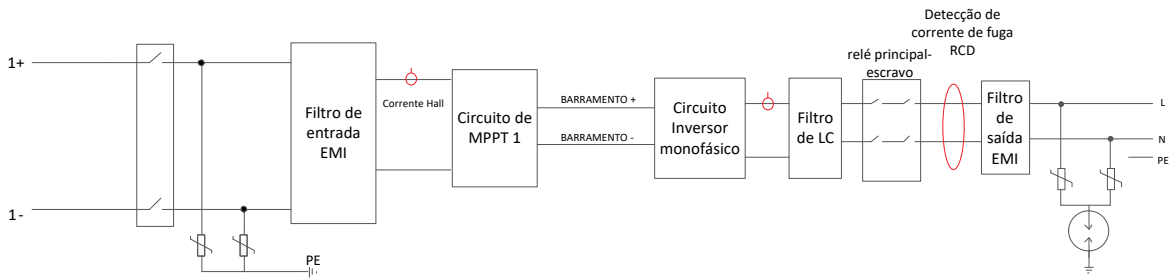 1+
1-
PE
Filtro de
entrada
EMI
Corrente Hall
Circuito de
MPPT 1
BARRAMENTO +
BARRAMENTO -
Circuito
Inversor
monofásico
Filtro
de LC
relé principal-
escravo
Detecção de
corrente de fuga
RCD
Filtro
de
saída
EMI
L
N
PE